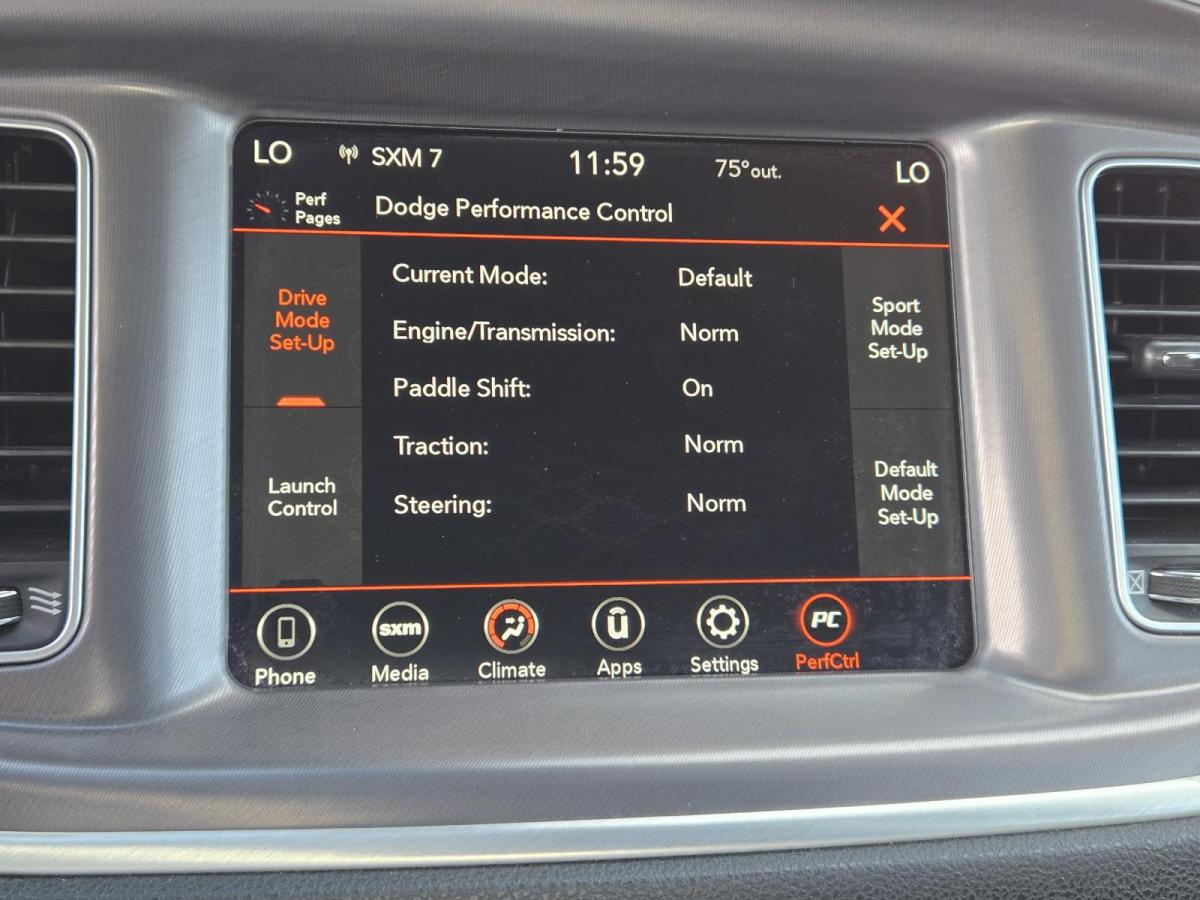 LO SXM 7 11:59 75°out. LO
Perf
Pages
Dodge Performance Control
Drive
Mode
Set-Up
Launch
Control
Current Mode: Default
Engine/Transmission: Norm
Paddle Shift: On
Traction: Norm
Steering: Norm
Sport
Mode
Set-Up
Default
Mode
Set-Up
sxm
PC
Phone Media Climate Apps Settings PerfCtrl